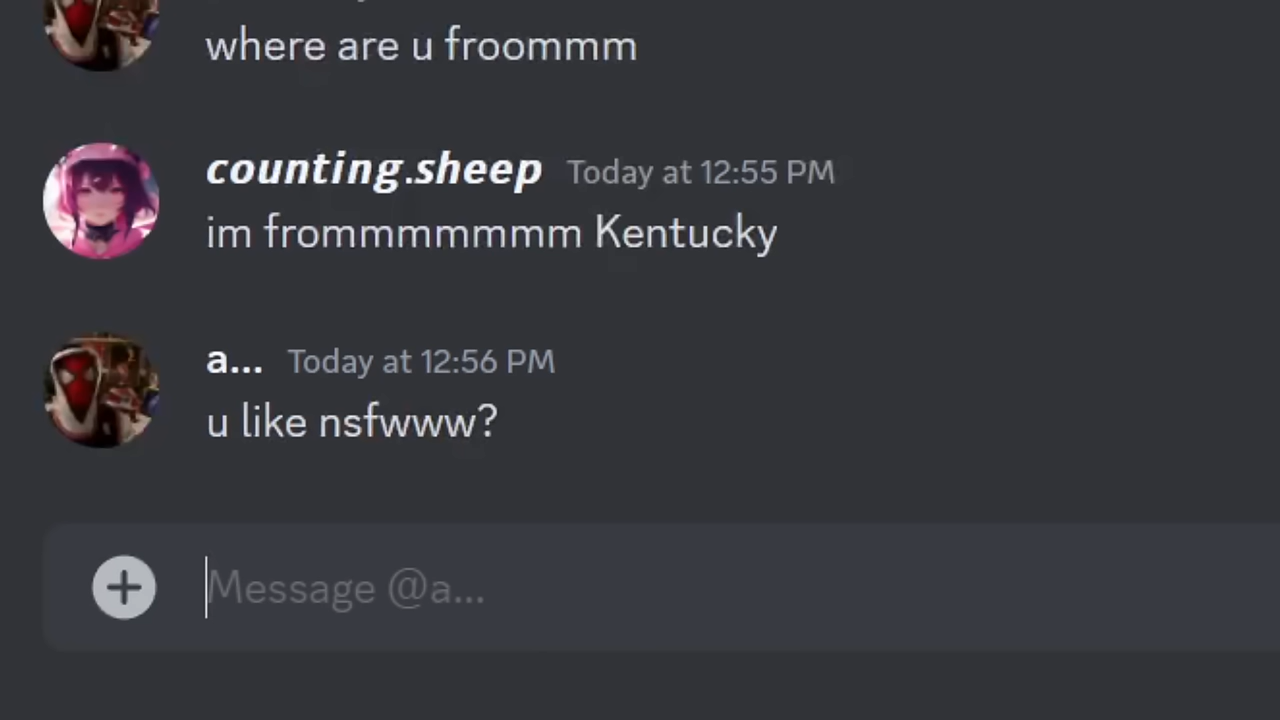 where are u froommm
counting.sheep Today at 12:55 PM
im frommmmmmm Kentucky
a... Today at 12:56 PM
u like nsfwww?
Message @a...